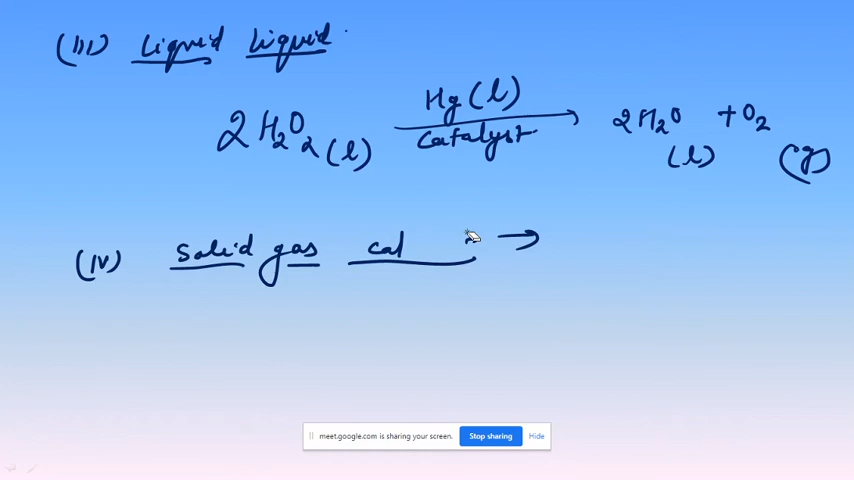 (III) Liquid Liquid
2H₂O₂(l) Hg(l) Catalyst → 2H₂O (l) + O₂ (g)
(IV) Solid gas cal →
meet.google.com is sharing your screen. Stop sharing Hide